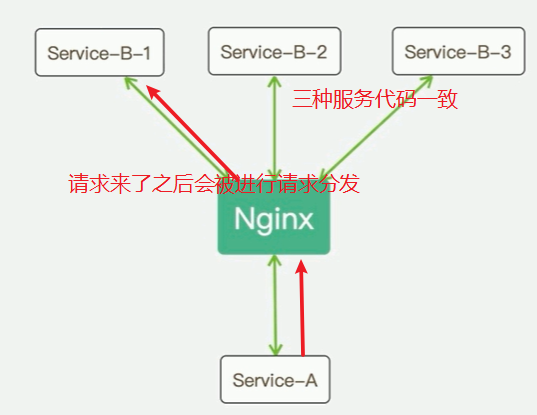 Service-B-1
Service-B-2
Service-B-3
三种服务代码一致
请求来了之后会被进行请求分发
Nginx
Service-A